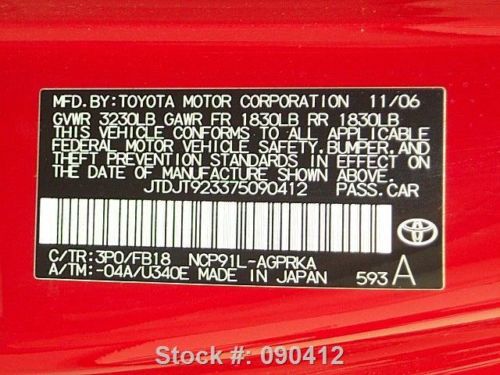 MFD. BY: TOYOTA MOTOR CORPORATION 11/06
GVWR 3230LB GAWR FR 1830LB RR 1830LB
THIS VEHICLE CONFORMS TO ALL APPLICABLE
FEDERAL MOTOR VEHICLE SAFETY, BUMPER, AND
THEFT PREVENTION STANDARDS IN EFFECT ON
THE DATE OF MANUFACTURE SHOWN ABOVE.
JTDJT923375090412 PASS. CAR
TOYOTA
C/TR: 3P0/FB18 NCP91L-AGPRKA
A/TM: -04A/U340E MADE IN JAPAN 593 A
Stock #: 090412